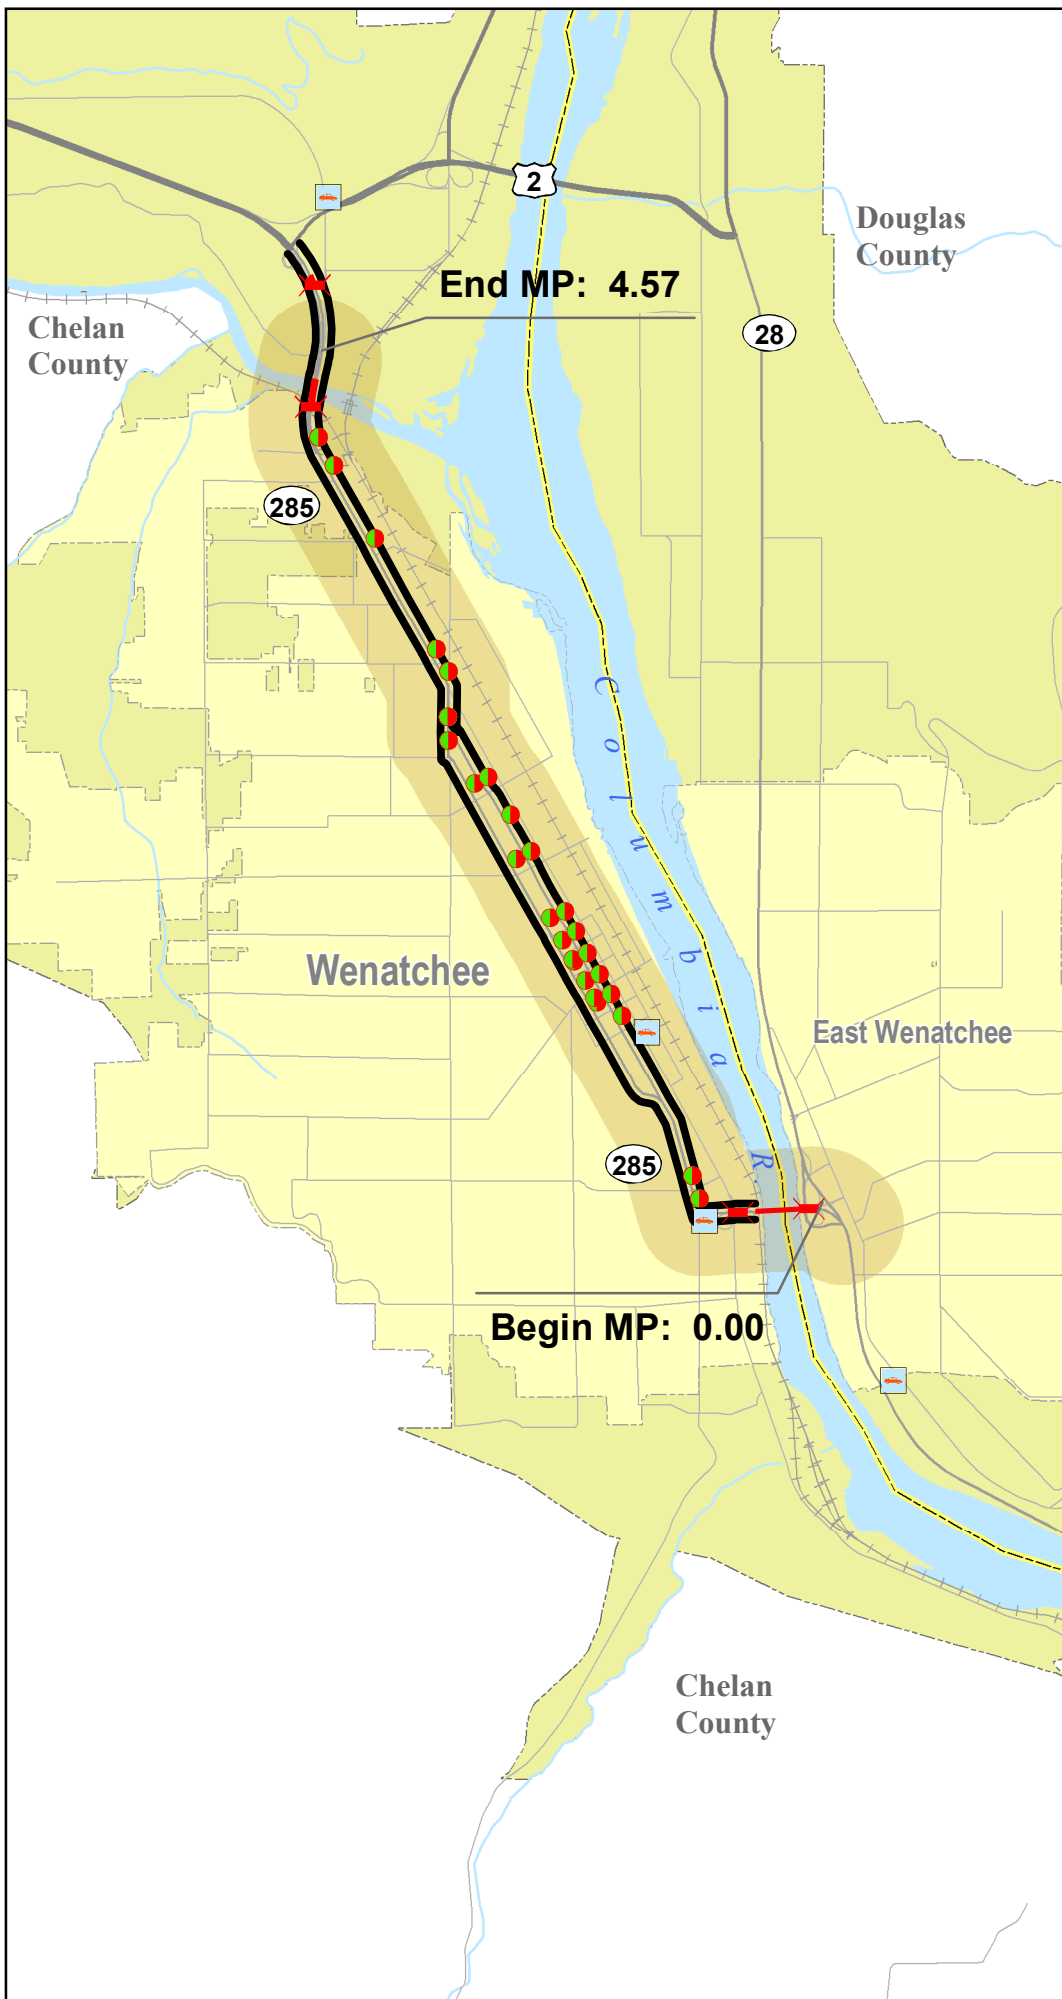 2
Douglas
County
End MP: 4.57
Chelan
County
28
285
Columbia R.
Wenatchee
East Wenatchee
285
Begin MP: 0.00
Chelan
County